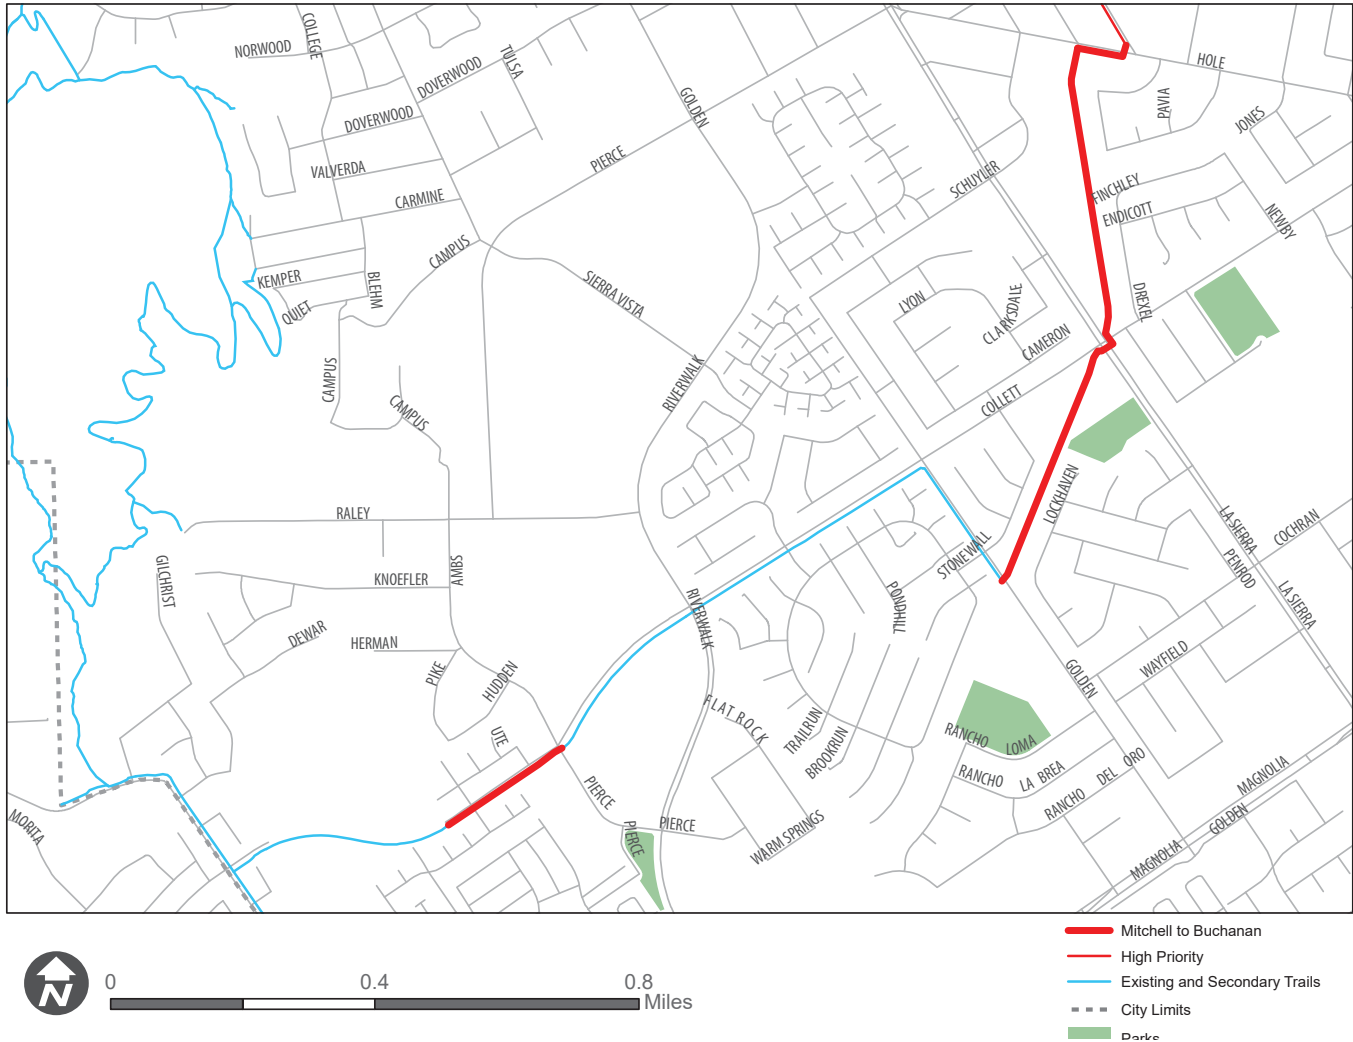 COLLEGE
NORWOOD
TULSA
DOVERWOOD
DOVERWOOD
GOLDEN
HOLE
PAVIA
JONES
VALVERDA
PIERCE
SCHUYLER
CARMINE
FINCHLEY
ENDICOTT
NEWBY
CAMPUS
KEMPER
BLEHM
QUIET
SIERRA VISTA
LYON
CLARKSDALE
CAMERON
DREXEL
CAMPUS
CAMPUS
RIVERWALK
COLLETT
LOCKHAVEN
RALEY
LA SIERRA
COCHRAN
STONEWALL
PENROD
GILCHRIST
KNOEFLER
AMBS
PONDHILL
RIVERWALK
LA SIERRA
DEWAR
HERMAN
PIKE
HUDDEN
WAYFIELD
GOLDEN
FLAT ROCK
UTE
TRAILRUN
BROOKRUN
RANCHO LOMA
RANCHO LA BREA
RANCHO DEL ORO
MAGNOLIA
PIERCE
MORITA
PIERCE
PIERCE
WARM SPRINGS
GOLDEN
MAGNOLIA
Mitchell to Buchanan
High Priority
Existing and Secondary Trails
City Limits
Parks
N
0 0.4 0.8
Miles